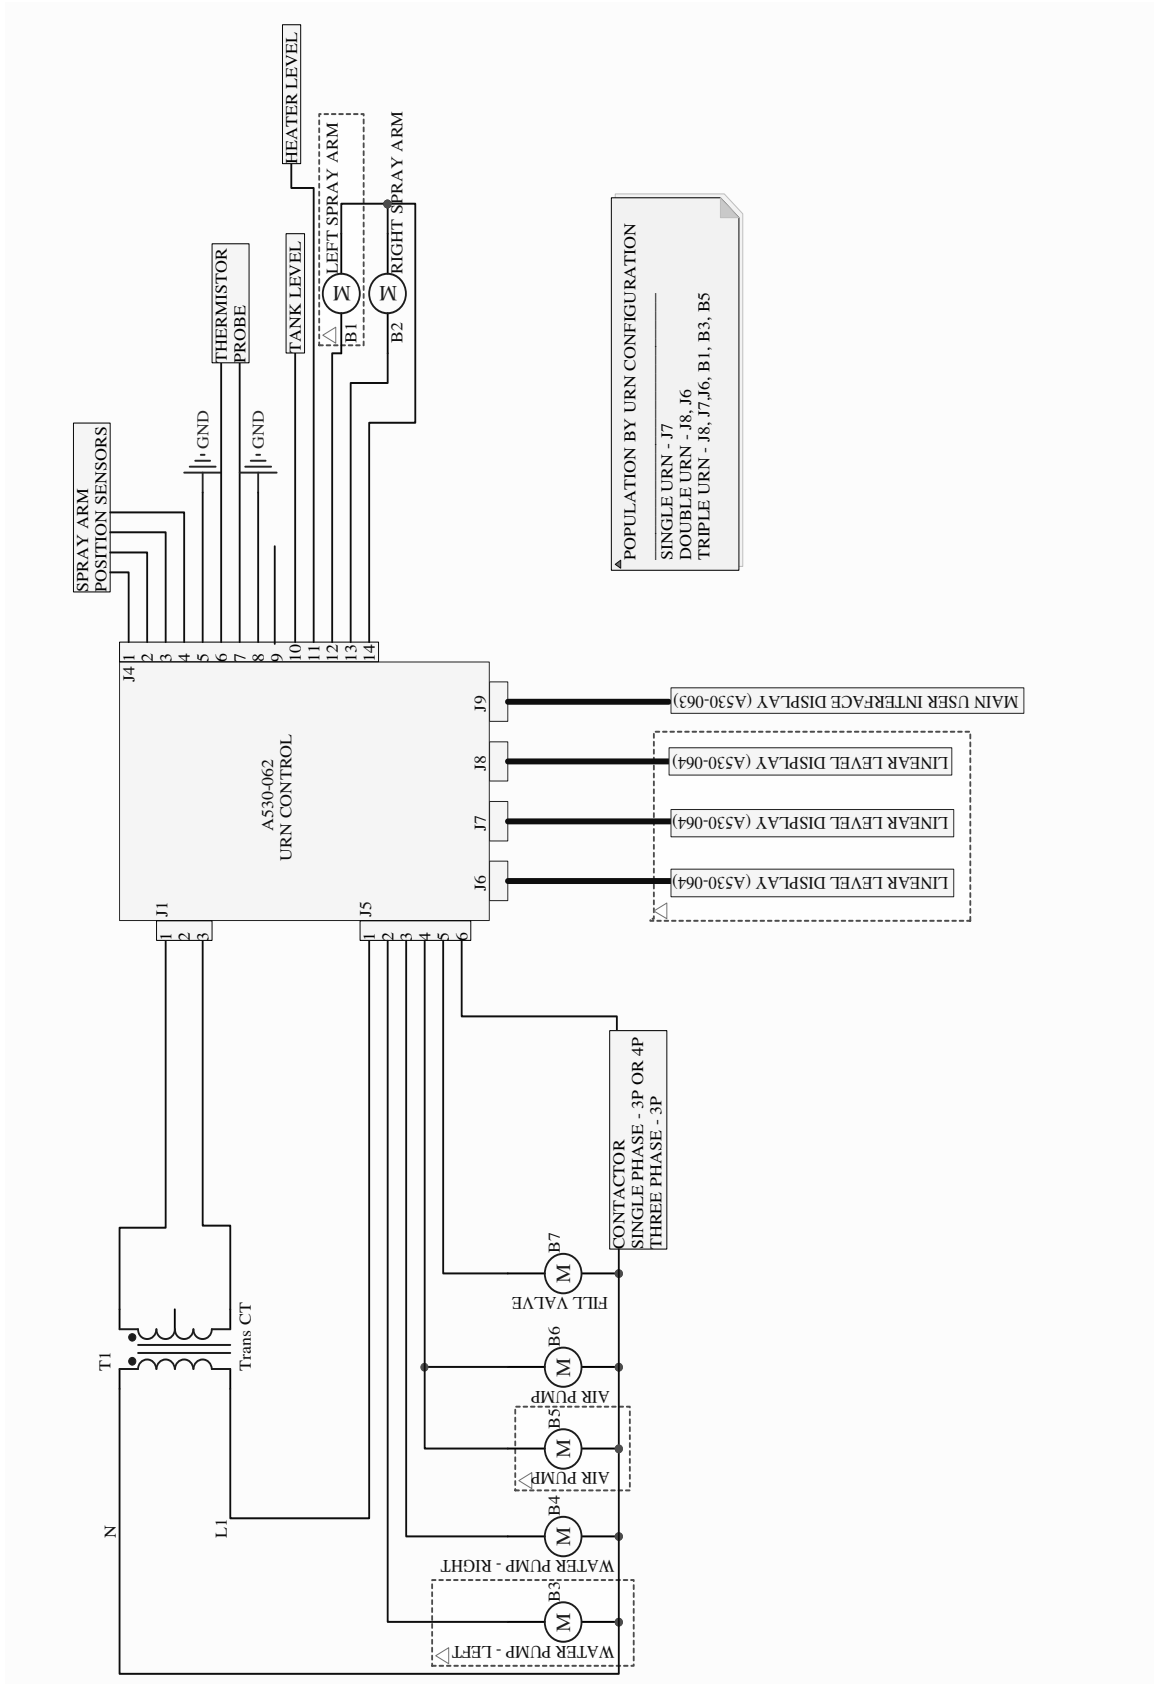 HEATER LEVEL
LEFT SPRAY ARM
RIGHT SPRAY ARM
THERMISTOR
PROBE
TANK LEVEL
M
M
B1
B2
SPRAY ARM
POSITION SENSORS
GND
GND
POPULATION BY URN CONFIGURATION
SINGLE URN - J7
DOUBLE URN - J8, J6
TRIPLE URN - J8, J7,J6, B1, B3, B5
J4
1
2
3
4
5
6
7
8
9
10
11
12
13
14
A530-062
URN CONTROL
J9
J8
J7
J6
MAIN USER INTERFACE DISPLAY (A530-063)
LINEAR LEVEL DISPLAY (A530-064)
LINEAR LEVEL DISPLAY (A530-064)
LINEAR LEVEL DISPLAY (A530-064)
J1
1
2
3
J5
1
2
3
4
5
6
CONTACTOR
SINGLE PHASE - 3P OR 4P
THREE PHASE - 3P
T1
Trans CT
N
L1
B7
M
FILL VALVE
B6
M
AIR PUMP
B5
M
AIR PUMP
B4
M
WATER PUMP - RIGHT
B3
M
WATER PUMP - LEFT